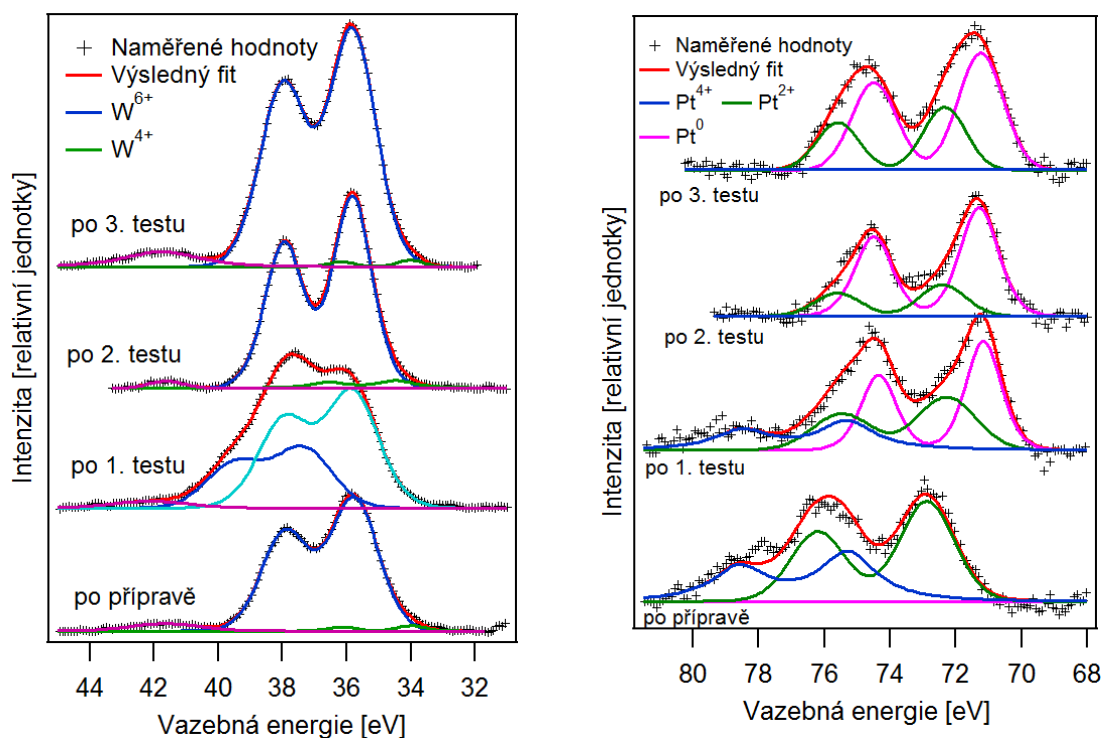 Naměřené hodnoty
Výsledný fit
W6+
W4+
po 3. testu
po 2. testu
po 1. testu
po přípravě
Intenzita [relativní jednotky]
44 42 40 38 36 34 32
Vazebná energie [eV]
Naměřené hodnoty
Výsledný fit
Pt4+ Pt2+
Pt0
po 3. testu
po 2. testu
po 1. testu
po přípravě
Intenzita [relativní jednotky]
80 78 76 74 72 70 68
Vazebná energie [eV]